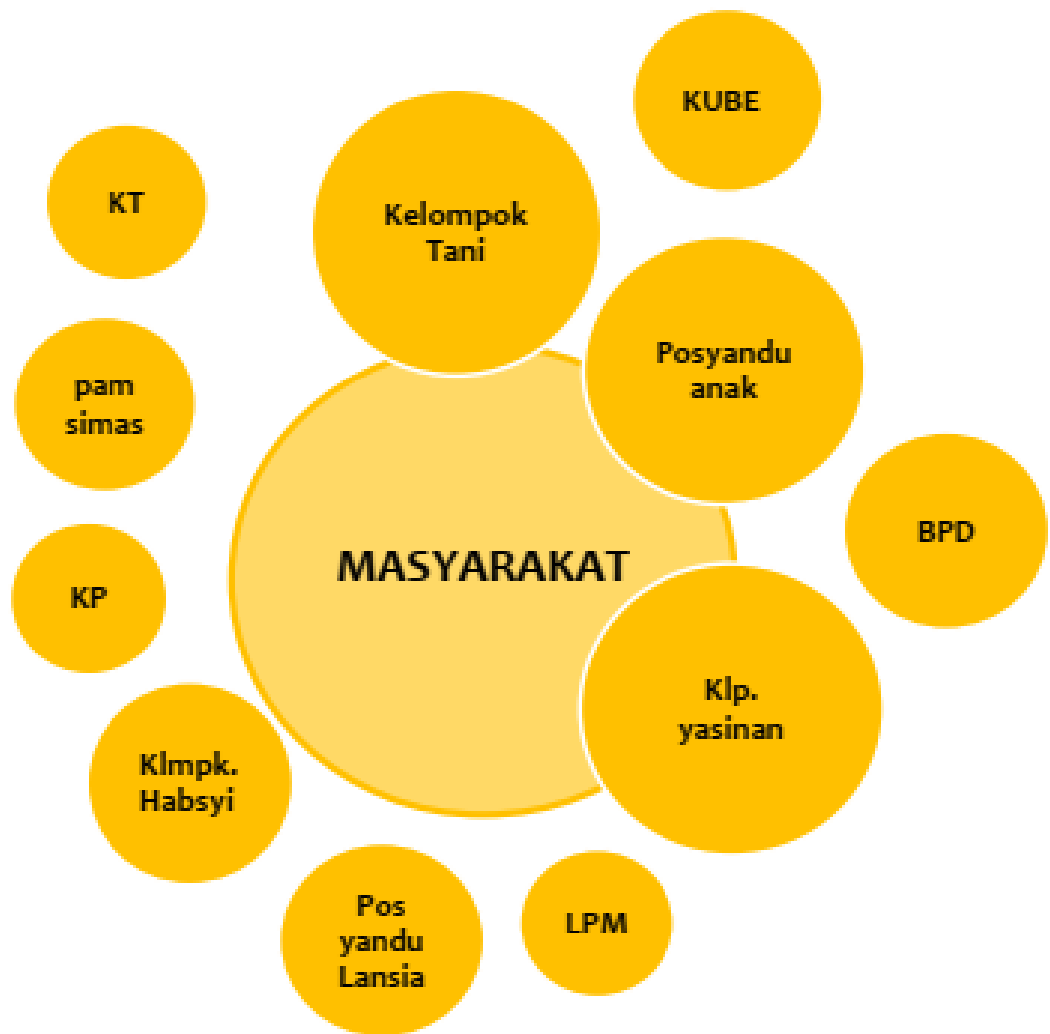 KUBE
KT
Kelompok
Tani
Posyandu
anak
pam
simas
BPD
MASYARAKAT
KP
Klp.
yasinan
Klmpk.
Habsyi
Pos
yandu
Lansia
LPM